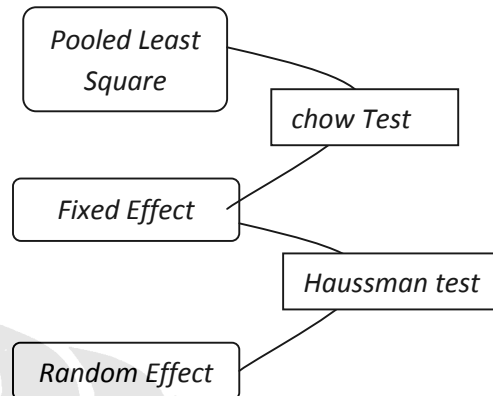 Pooled Least
Square
chow Test
Fixed Effect
Haussman test
Random Effect